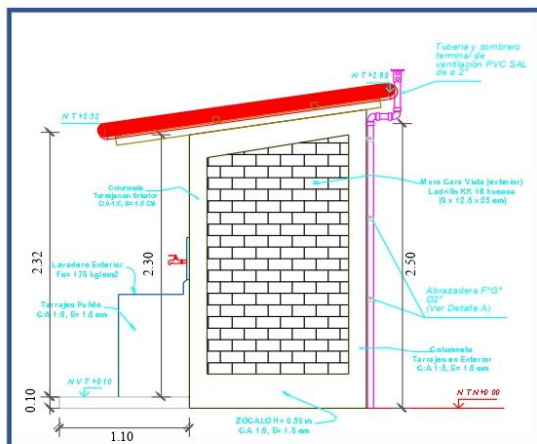 Tubería y sombrero
terminal de
ventilación PVC SAL
de ø 2"
N T +2.80
N T +2.32
Columneta
Tarrajeo en Exterior
C:A 1:5, E= 1.5 CM
Muro Cara Vista (exterior)
Ladrillo KK 18 huecos
(9 x 12.5 x 23 cm)
2.32
2.30
2.50
Lavadero Exterior
Fc= 175 kg/cm2
Tarrajeo Pulido
C:A 1:5, E= 1.5 cm
Abrazadera F°G°
O2"
(Ver Detalle A)
Columneta
Tarrajeo en Exterior
C:A 1:5, E= 1.5 cm
N V T +0.10
0.10
N T N +0.00
ZOCALO H = 0.30 m
C:A 1:5, E= 1.5 cm
1.10